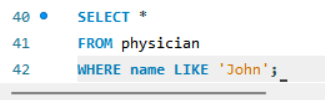 40 SELECT *
41 FROM physician
42 WHERE name LIKE 'John';